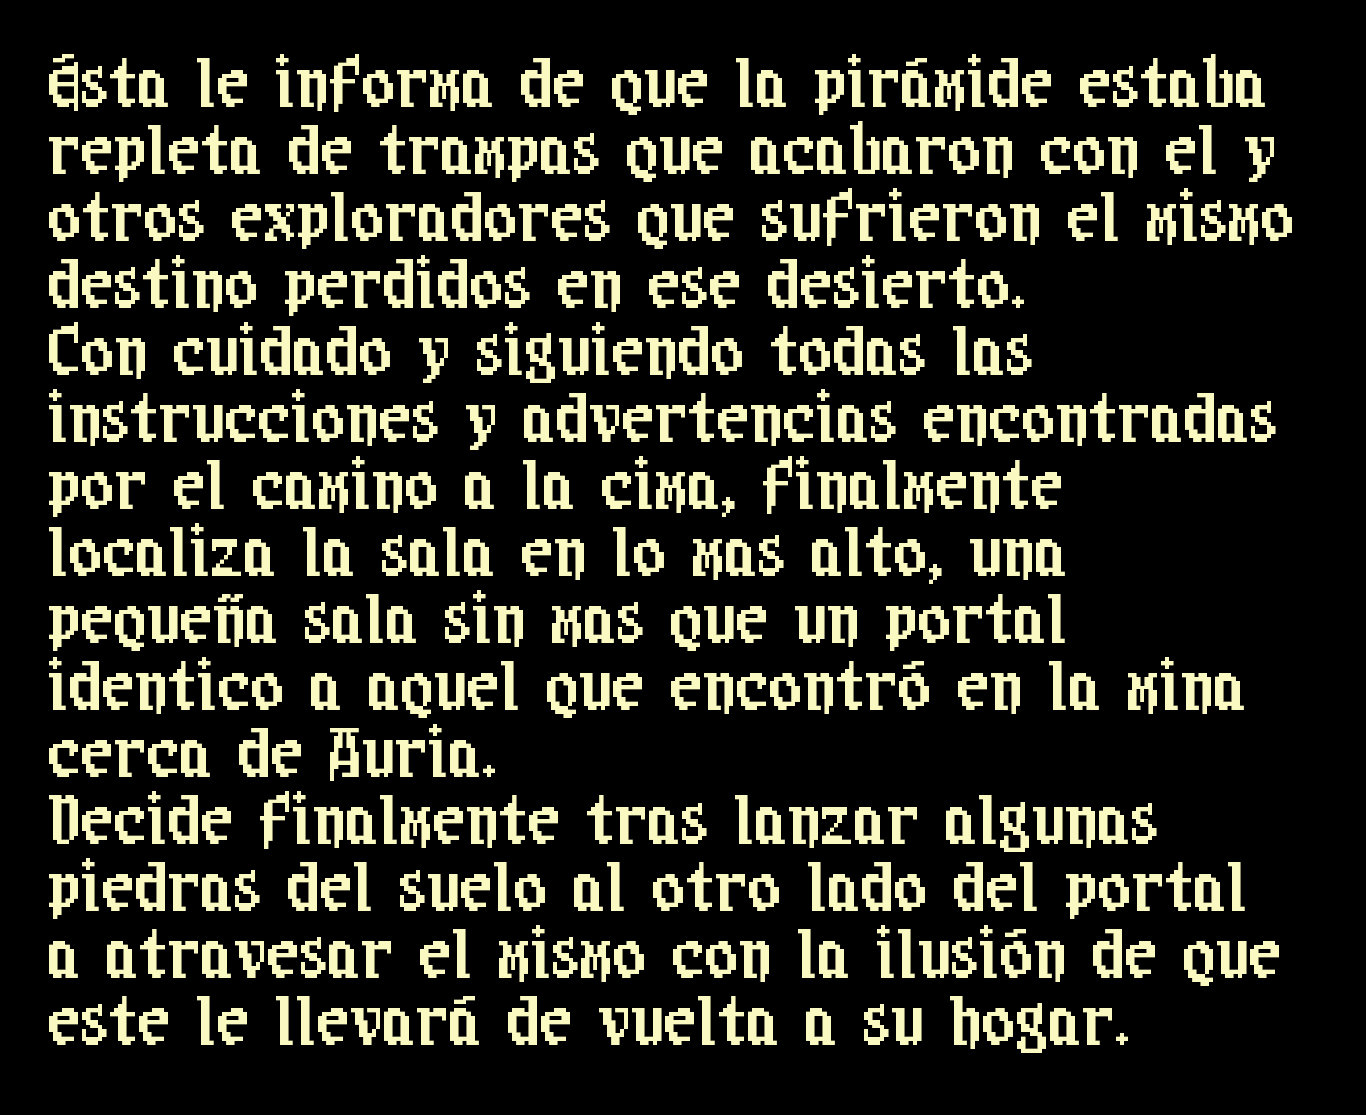 Ésta le informa de que la pirámide estaba
repleta de trampas que acabaron con el y
otros exploradores que sufrieron el mismo
destino perdidos en ese desierto.
Con cuidado y siguiendo todas las
instrucciones y advertencias encontradas
por el camino a la cima, finalmente
localiza la sala en lo mas alto, una
pequeña sala sin mas que un portal
identico a aquel que encontró en la mina
cerca de Auria.
Decide finalmente tras lanzar algunas
piedras del suelo al otro lado del portal
a atravesar el mismo con la ilusión de que
este le llevará de vuelta a su hogar.